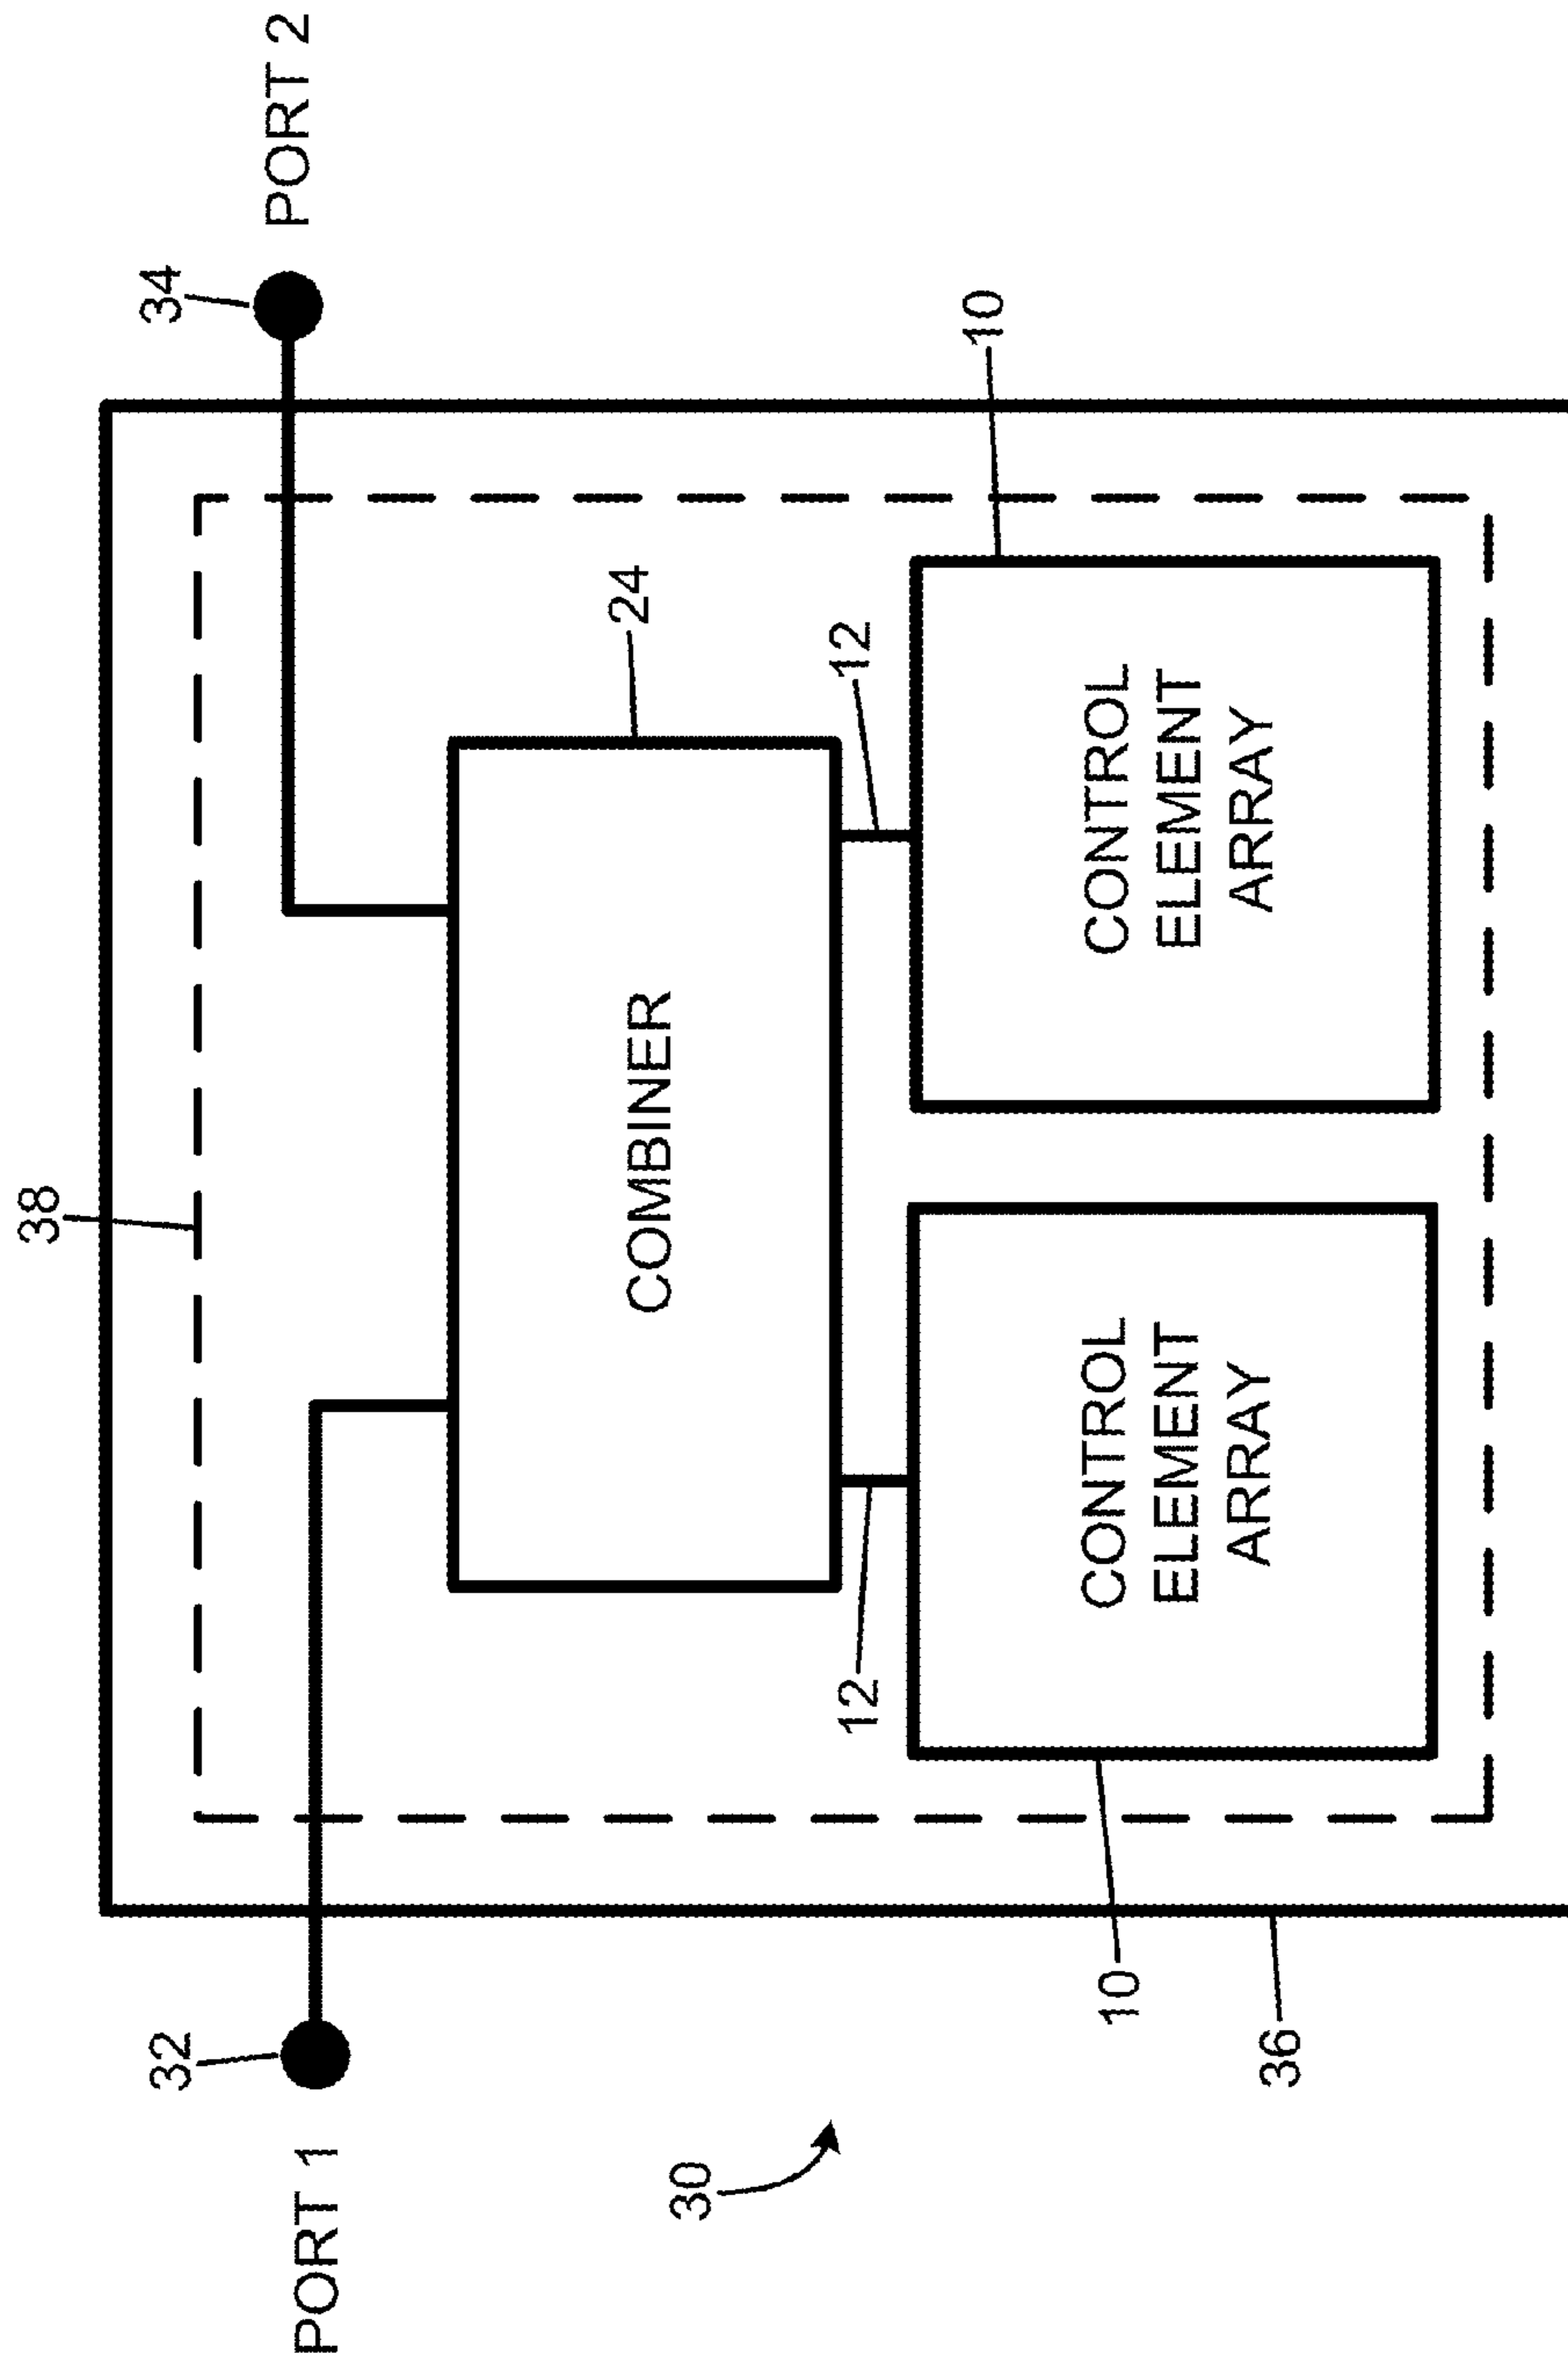 38
32
34
PORT 1
PORT 2
24
COMBINER
30
12
12
10
CONTROL
ELEMENT
ARRAY
CONTROL
ELEMENT
ARRAY
10
36